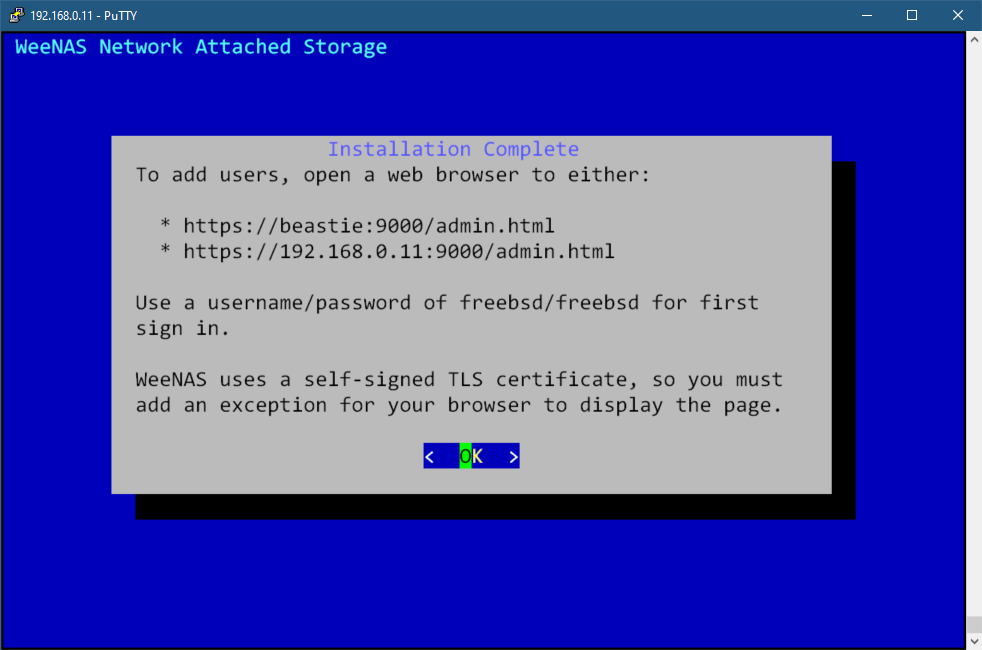 192.168.0.11 - PuTTY
WeeNAS Network Attached Storage
Installation Complete
To add users, open a web browser to either:
* https://beastie:9000/admin.html
* https://192.168.0.11:9000/admin.html
Use a username/password of freebsd/freebsd for first
sign in.
WeeNAS uses a self-signed TLS certificate, so you must
add an exception for your browser to display the page.
< OK >